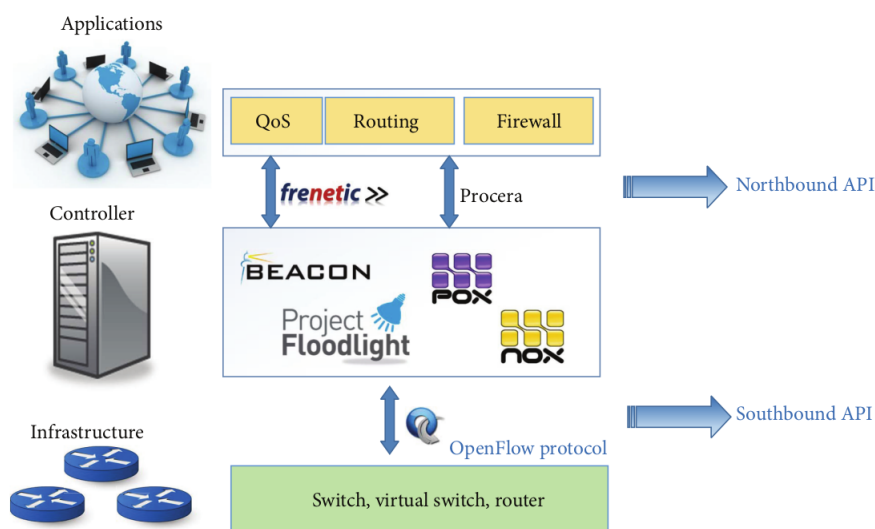 Applications
QoS
Routing
Firewall
frenetic >>
Procera
Northbound API
Controller
BEACON
POX
Project
Floodlight
nox
Southbound API
Infrastructure
OpenFlow protocol
Switch, virtual switch, router